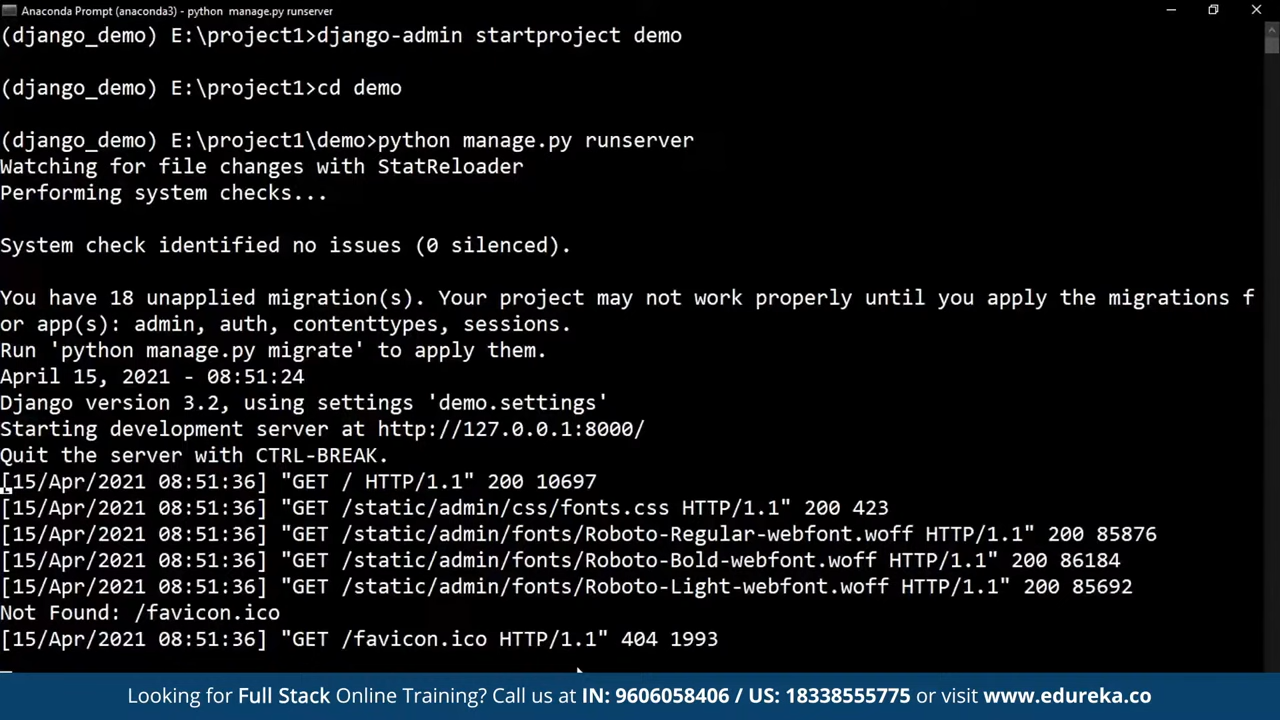 Anaconda Prompt (anaconda3) - python  manage.py runserver
(django_demo) E:\project1>django-admin startproject demo
(django_demo) E:\project1>cd demo
(django_demo) E:\project1\demo>python manage.py runserver
Watching for file changes with StatReloader
Performing system checks...
System check identified no issues (0 silenced).
You have 18 unapplied migration(s). Your project may not work properly until you apply the migrations f
or app(s): admin, auth, contenttypes, sessions.
Run 'python manage.py migrate' to apply them.
April 15, 2021 - 08:51:24
Django version 3.2, using settings 'demo.settings'
Starting development server at http://127.0.0.1:8000/
Quit the server with CTRL-BREAK.
[15/Apr/2021 08:51:36] "GET / HTTP/1.1" 200 10697
[15/Apr/2021 08:51:36] "GET /static/admin/css/fonts.css HTTP/1.1" 200 423
[15/Apr/2021 08:51:36] "GET /static/admin/fonts/Roboto-Regular-webfont.woff HTTP/1.1" 200 85876
[15/Apr/2021 08:51:36] "GET /static/admin/fonts/Roboto-Bold-webfont.woff HTTP/1.1" 200 86184
[15/Apr/2021 08:51:36] "GET /static/admin/fonts/Roboto-Light-webfont.woff HTTP/1.1" 200 85692
Not Found: /favicon.ico
[15/Apr/2021 08:51:36] "GET /favicon.ico HTTP/1.1" 404 1993
Looking for Full Stack Online Training? Call us at IN: 9606058406 / US: 18338555775 or visit www.edureka.co